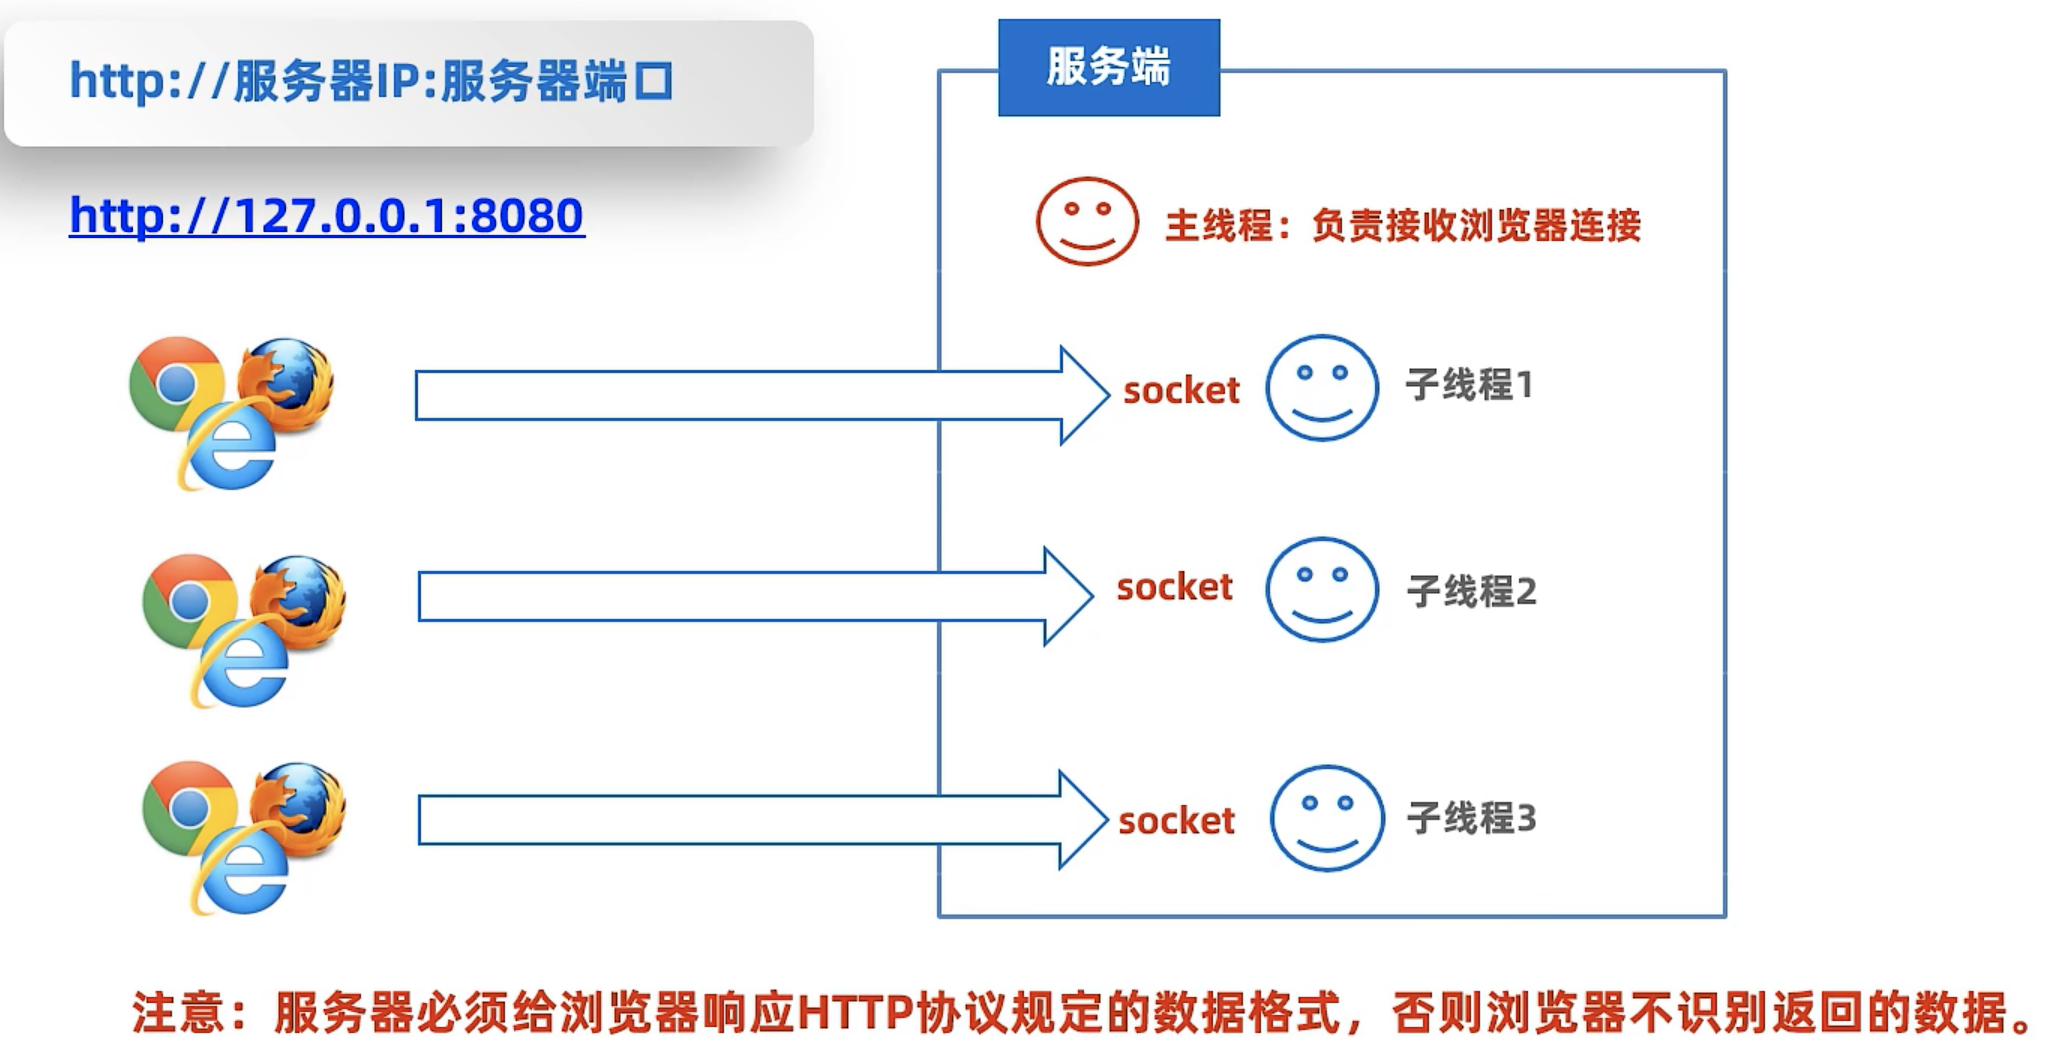 http://服务器IP:服务器端口
服务端
http://127.0.0.1:8080
主线程：负责接收浏览器连接
socket 子线程1
socket 子线程2
socket 子线程3
注意：服务器必须给浏览器响应HTTP协议规定的数据格式，否则浏览器不识别返回的数据。